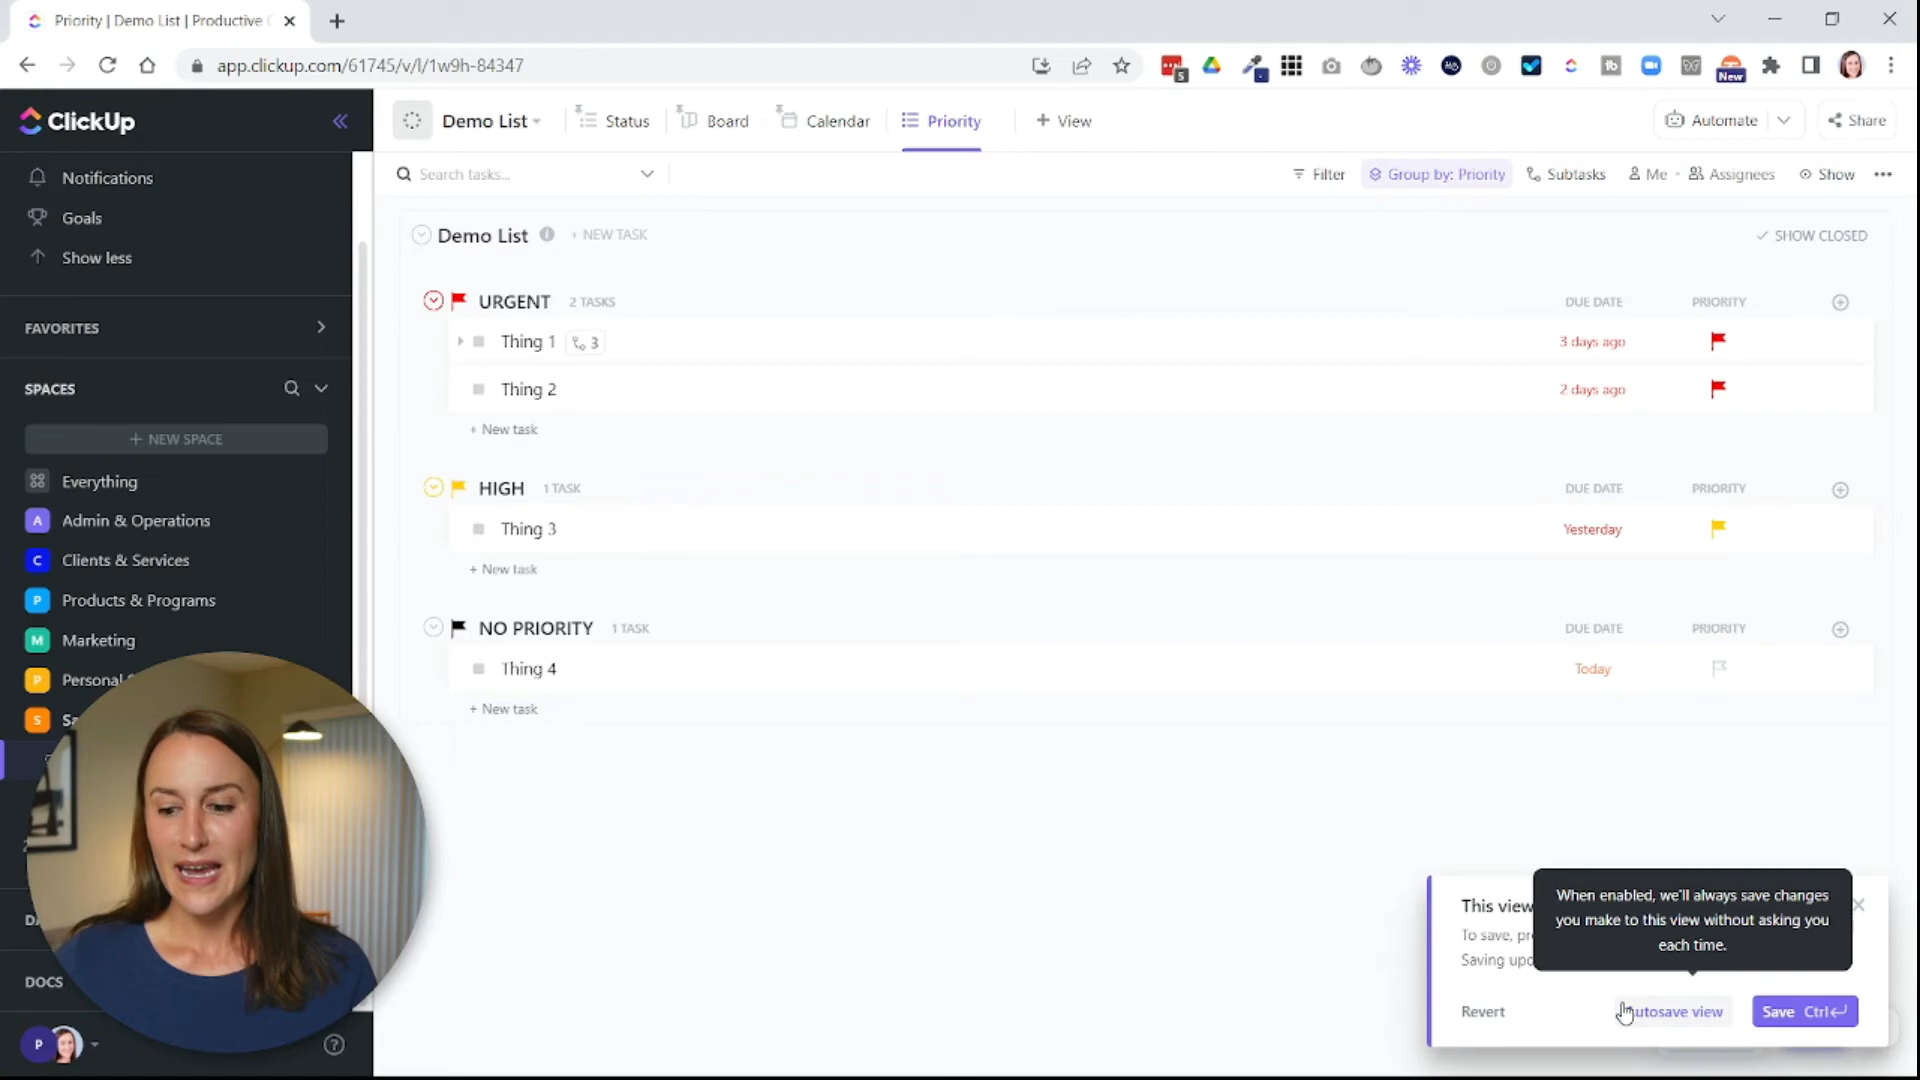 Priority | Demo List | Productive
app.clickup.com/61745/v/l/1w9h-84347
5
New
ClickUp
Demo List
Status
Board
Calendar
Priority
+ View
Automate
Share
Search tasks...
Filter
Group by: Priority
Subtasks
Me
Assignees
Show
Notifications
Goals
Show less
FAVORITES
SPACES
+ NEW SPACE
Everything
A Admin & Operations
C Clients & Services
P Products & Programs
M Marketing
P Personal
S
DOCS
P
Demo List
+ NEW TASK
SHOW CLOSED
URGENT 2 TASKS DUE DATE PRIORITY
Thing 1 3 3 days ago
Thing 2 2 days ago
+ New task
HIGH 1 TASK DUE DATE PRIORITY
Thing 3 Yesterday
+ New task
NO PRIORITY 1 TASK DUE DATE PRIORITY
Thing 4 Today
+ New task
This view
To save,
Saving
When enabled, we'll always save changes
you make to this view without asking you
each time.
Revert
utosave view
Save Ctrl